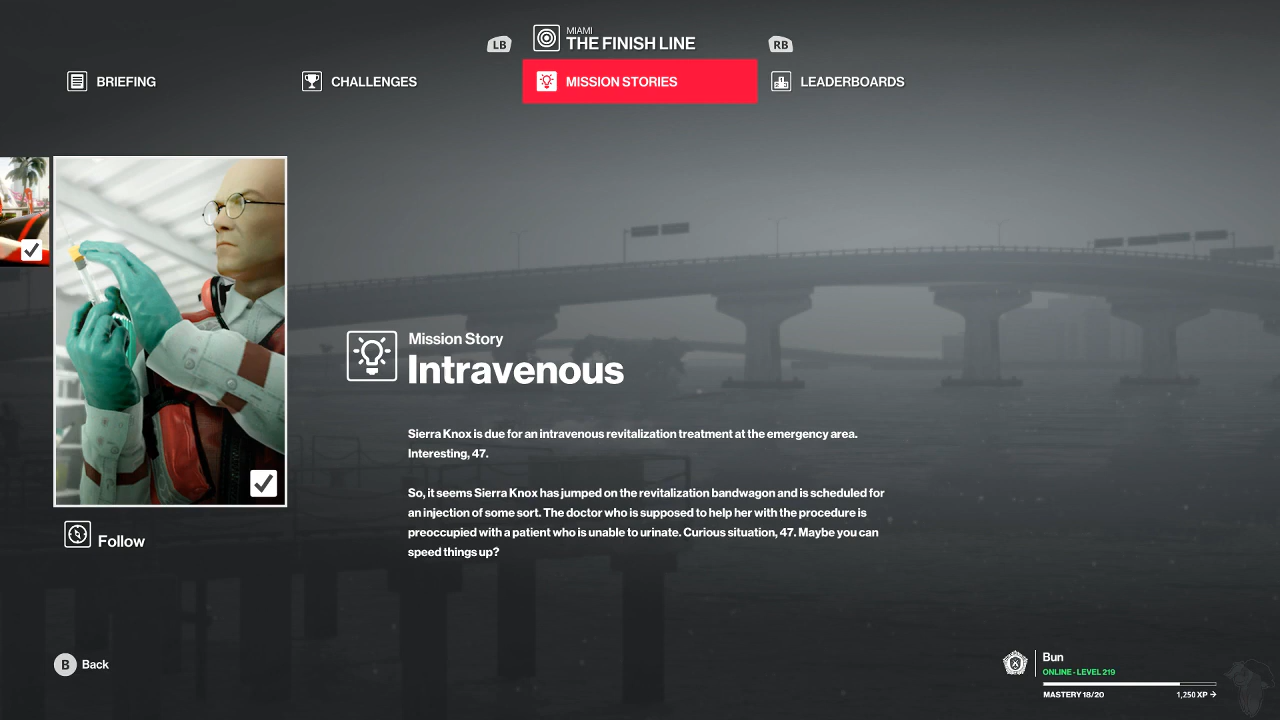 MIAMI
LB THE FINISH LINE RB
BRIEFING CHALLENGES MISSION STORIES LEADERBOARDS
Mission Story
Intravenous
Sierra Knox is due for an intravenous revitalization treatment at the emergency area.
Interesting, 47.
So, it seems Sierra Knox has jumped on the revitalization bandwagon and is scheduled for
an injection of some sort. The doctor who is supposed to help her with the procedure is
preoccupied with a patient who is unable to urinate. Curious situation, 47. Maybe you can
speed things up?
Follow
B Back
Bun
ONLINE - LEVEL 219
MASTERY 18/20 1,250 XP